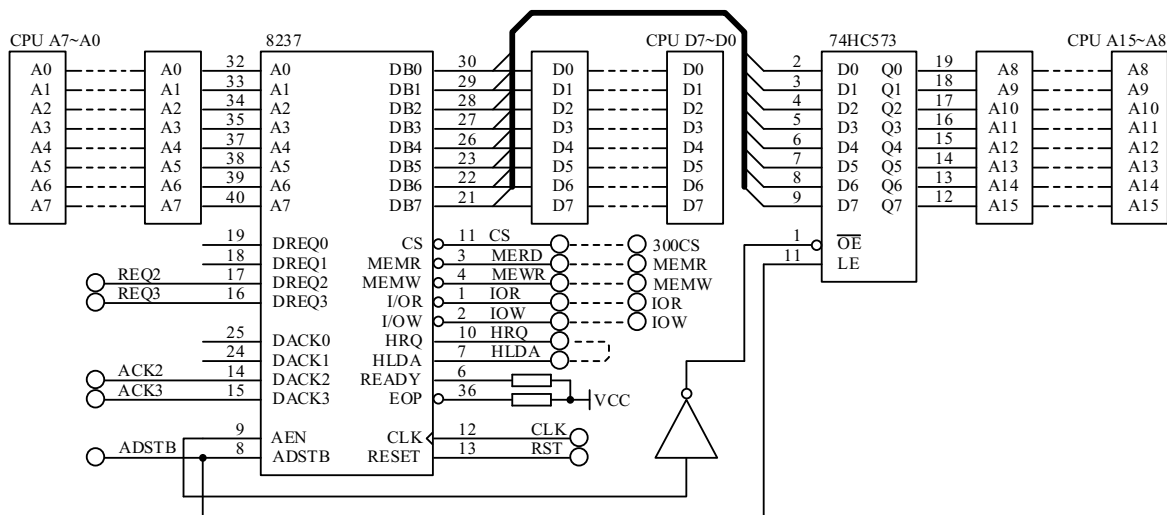 CPU A7~A0 8237 CPU D7~D0 74HC573 CPU A15~A8
A0 A0 32 A0 DB0 30 D0 D0 2 D0 Q0 19 A8 A8
A1 A1 33 A1 DB1 29 D1 D1 3 D1 Q1 18 A9 A9
A2 A2 34 A2 DB2 28 D2 D2 4 D2 Q2 17 A10 A10
A3 A3 35 A3 DB3 27 D3 D3 5 D3 Q3 16 A11 A11
A4 A4 37 A4 DB4 26 D4 D4 6 D4 Q4 15 A12 A12
A5 A5 38 A5 DB5 23 D5 D5 7 D5 Q5 14 A13 A13
A6 A6 39 A6 DB6 22 D6 D6 8 D6 Q6 13 A14 A14
A7 A7 40 A7 DB7 21 D7 D7 9 D7 Q7 12 A15 A15
19 DREQ0 CS 11 CS 300CS 1 OE
18 DREQ1 MEMR 3 MERD MEMR 11 LE
REQ2 17 DREQ2 MEMW 4 MEWR MEMW
REQ3 16 DREQ3 I/OR 1 IOR IOR
I/OW 2 IOW IOW
25 DACK0 HRQ 10 HRQ
24 DACK1 HLDA 7 HLDA
ACK2 14 DACK2 READY 6
ACK3 15 DACK3 EOP 36 VCC
9 AEN CLK 12 CLK
ADSTB 8 ADSTB RESET 13 RST